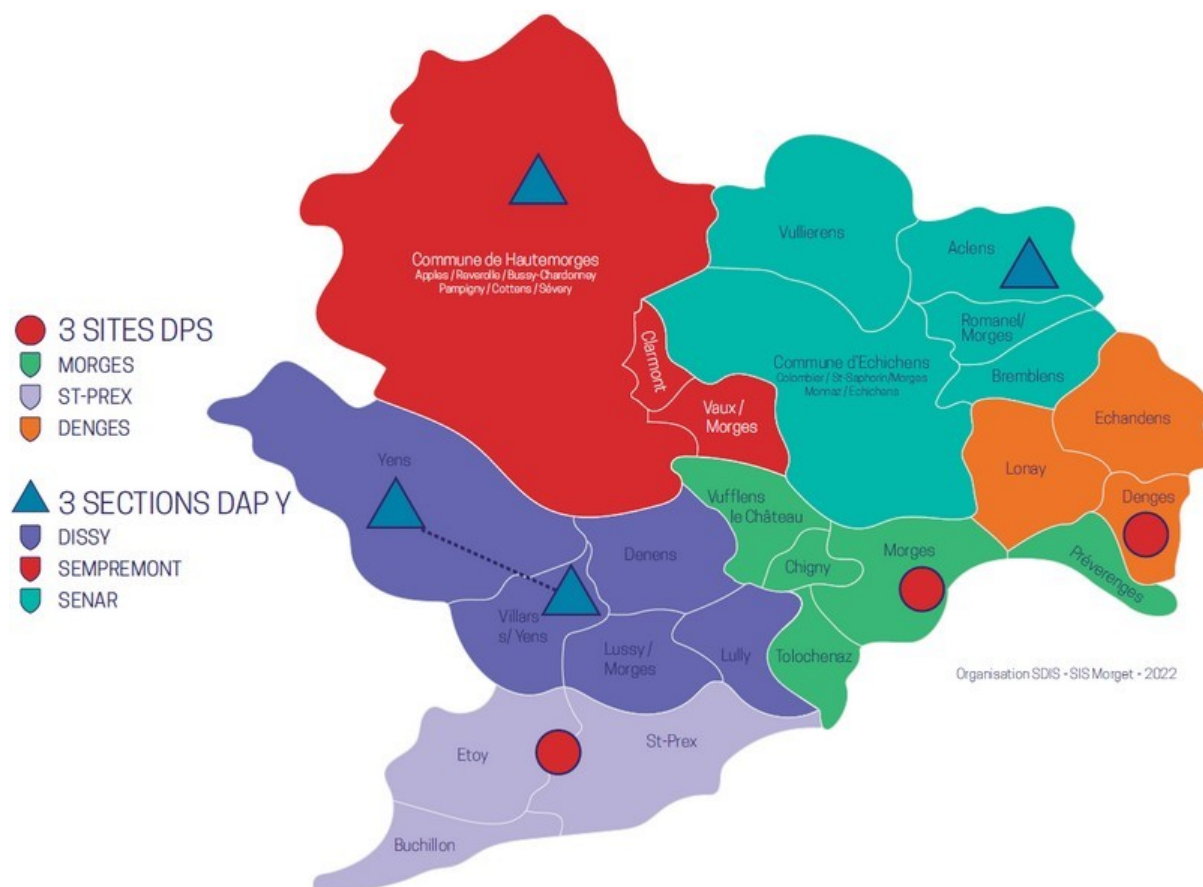 3 SITES DPS
MORGES
ST-PREX
DENGES
3 SECTIONS DAP Y
DISSY
SEMPREMONT
SENAR
Commune de Hautemorges
Apples / Reverolle / Bussy-Chardonney
Pampigny / Cottens / Sévery
Clarmont
Vaux /
Morges
Vullierens
Aclens
Romanel/
Morges
Bremblens
Commune d'Echichens
Colombier / St-Saphorin/Morges
Monnaz / Echichens
Echandens
Lonay
Denges
Préverenges
Yens
Vufflens
le Château
Denens
Chigny
Morges
Villars
s/ Yens
Lussy /
Morges
Lully
Tolochenaz
Organisation SDIS - SIS Morget - 2022
Etoy
St-Prex
Buchillon